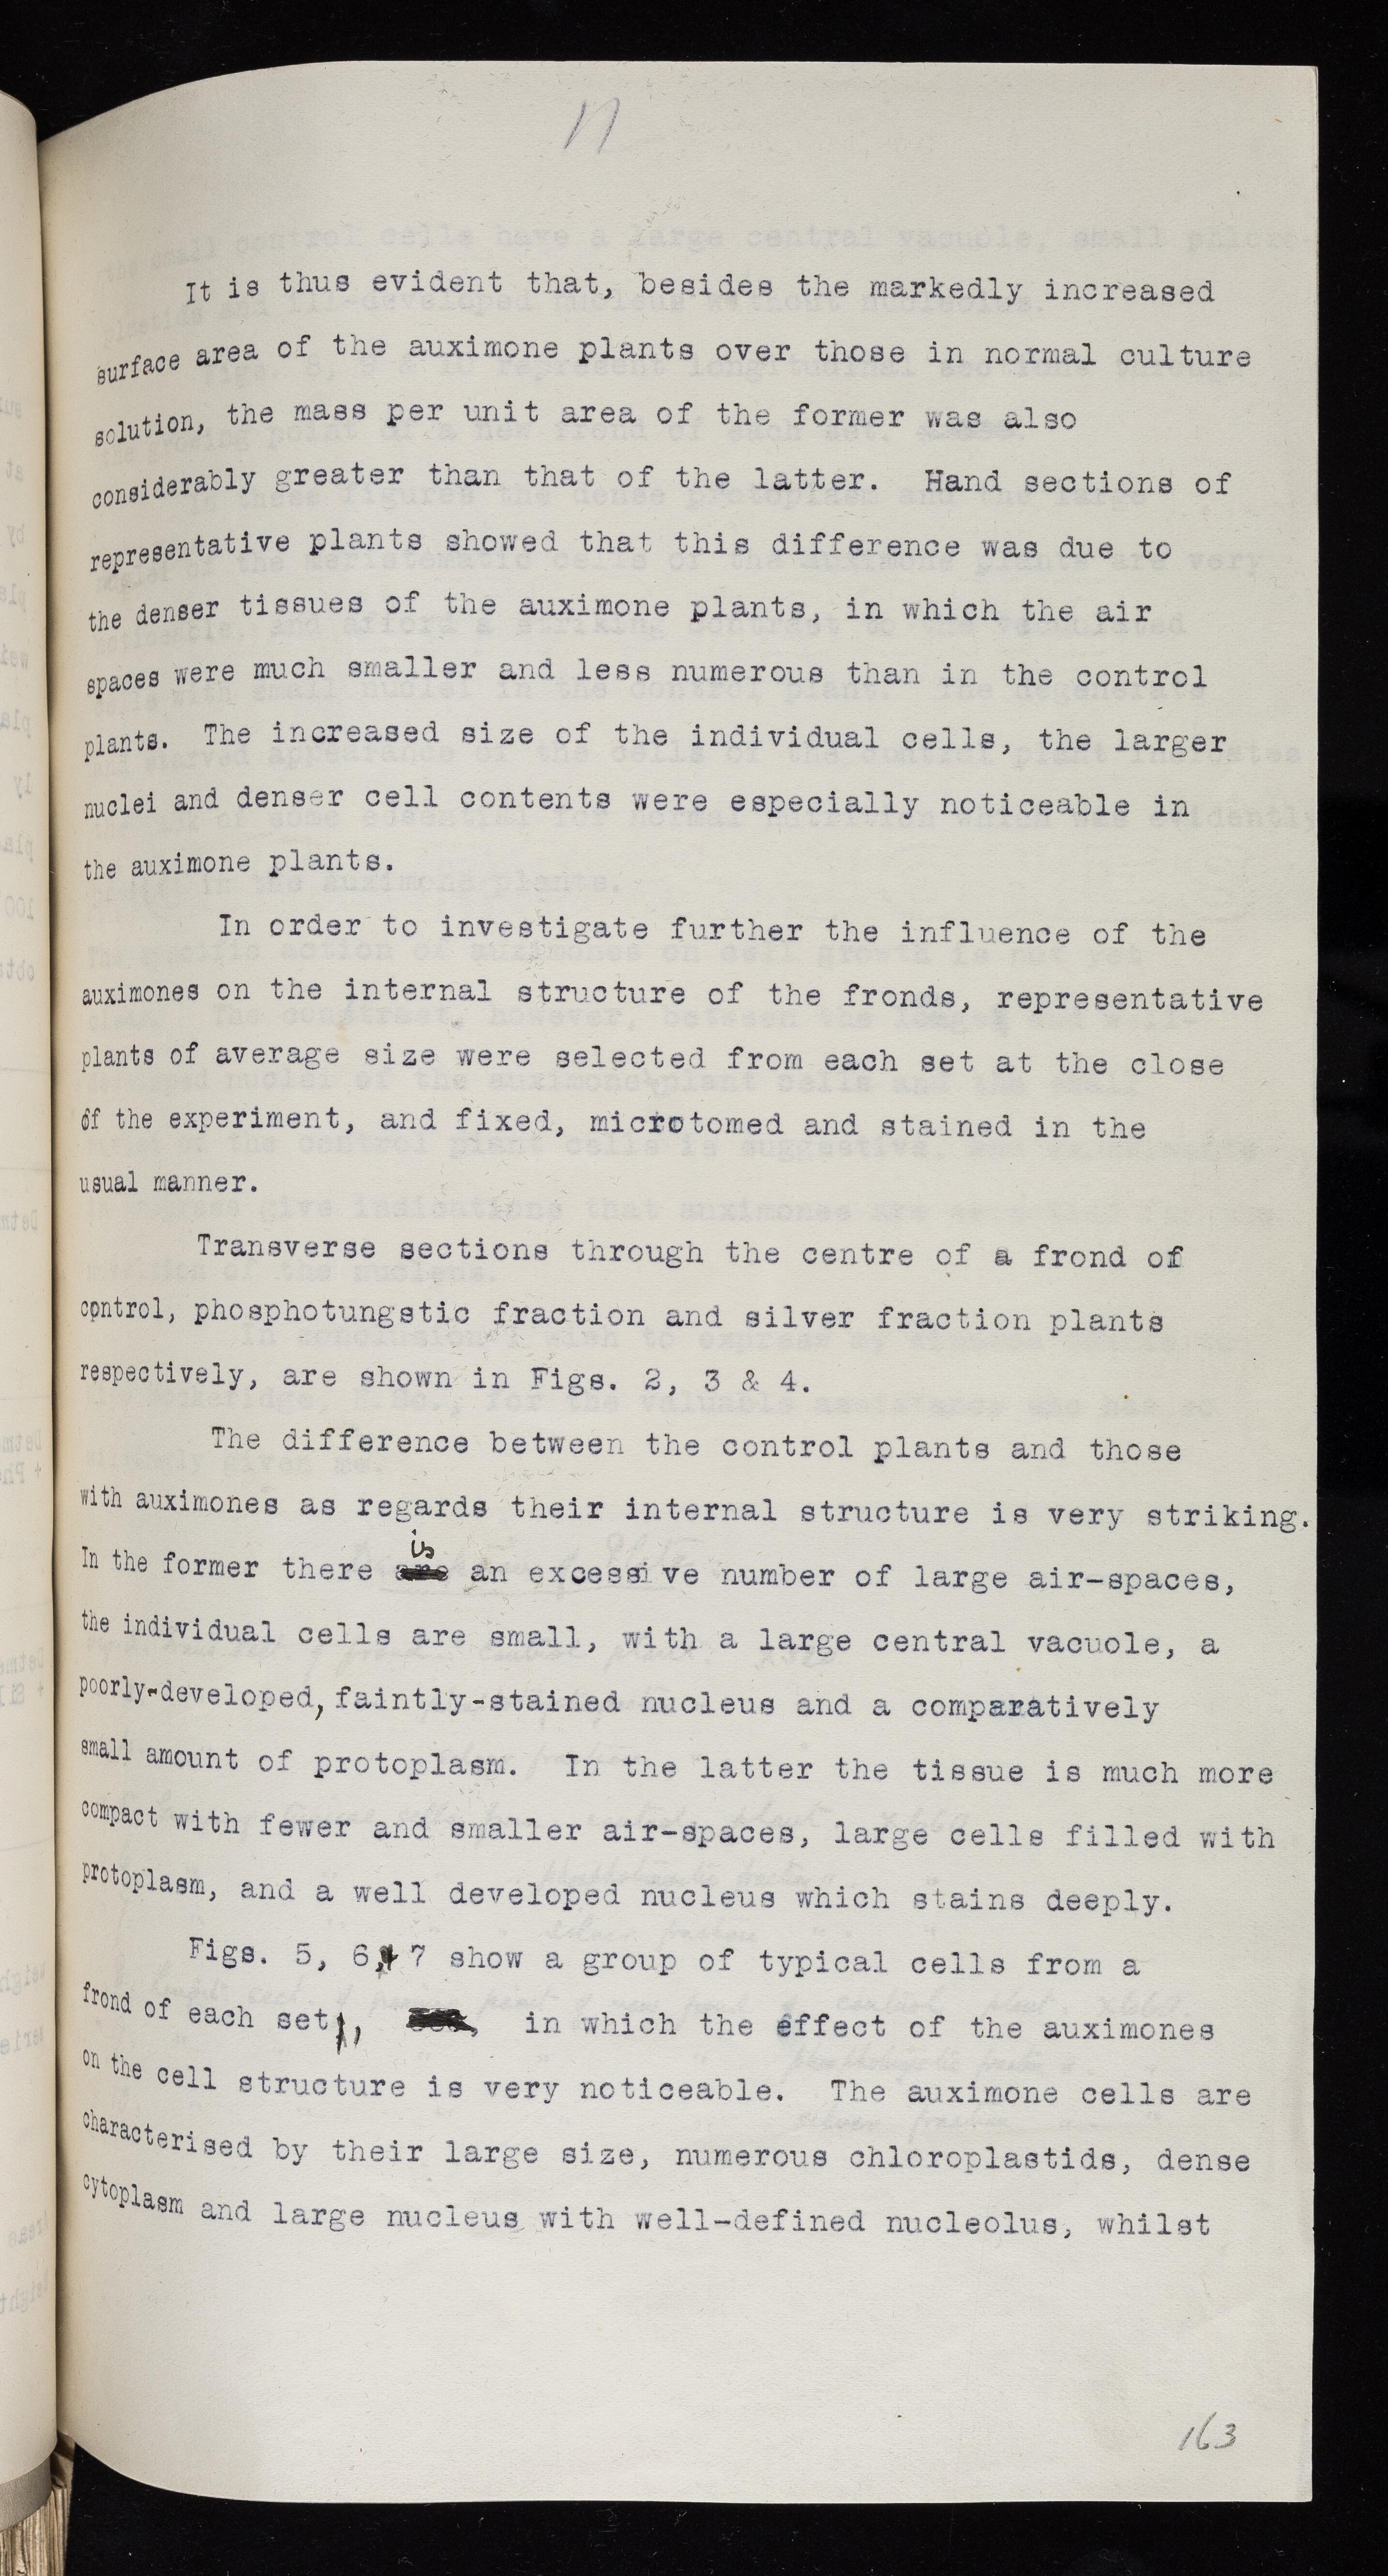 11
It is thus evident that, besides the markedly increased
surface area of the auximone plants over those in normal culture
solution, the mass per unit area of the former was also
considerably greater than that of the latter. Hand sections of
representative plants showed that this difference was due to
the denser tissues of the auximone plants, in which the air
spaces were much smaller and less numerous than in the control
plants. The increased size of the individual cells, the larger
nuclei and denser cell contents were especially noticeable in
the auximone plants.
In order to investigate further the influence of the
auximones on the internal structure of the fronds, representative
plants of average size were selected from each set at the close
of the experiment, and fixed, microtomed and stained in the
usual manner.
Transverse sections through the centre of a frond of
control, phosphotungstic fraction and silver fraction plants
respectively, are shown in Figs. 2, 3 & 4.
The difference between the control plants and those
with auximones as regards their internal structure is very striking.
In the former there is an excessive number of large air-spaces,
the individual cells are small, with a large central vacuole, a
poorly-developed, faintly-stained nucleus and a comparatively
small amount of protoplasm. In the latter the tissue is much more
compact with fewer and smaller air-spaces, large cells filled with
protoplasm, and a well developed nucleus which stains deeply.
Figs. 5, 6, & 7 show a group of typical cells from a
frond of each set, in which the effect of the auximones
on the cell structure is very noticeable. The auximone cells are
characterised by their large size, numerous chloroplastids, dense
cytoplasm and large nucleus with well-defined nucleolus, whilst
163